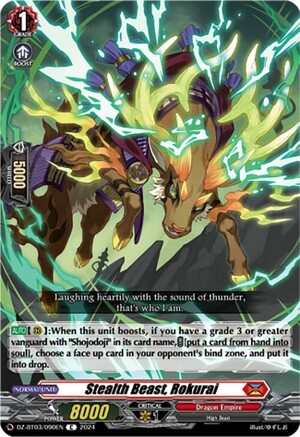 1
GRADE
BOOST
5000
SHIELD
Laughing heartily with the sound of thunder,
that's who I am.
AUTO [ ]:When this unit boosts, if you have a grade 3 or greater
vanguard with "Shojodoji" in its card name, [put a card from hand into
soul], choose a face up card in your opponent's bind zone, and put it
into drop.
NORMAL UNIT
Stealth Beast, Rokurai
DZ-BT03/090EN C 2024
POWER 8000
CRITICAL 1
Dragon Empire
High Beast